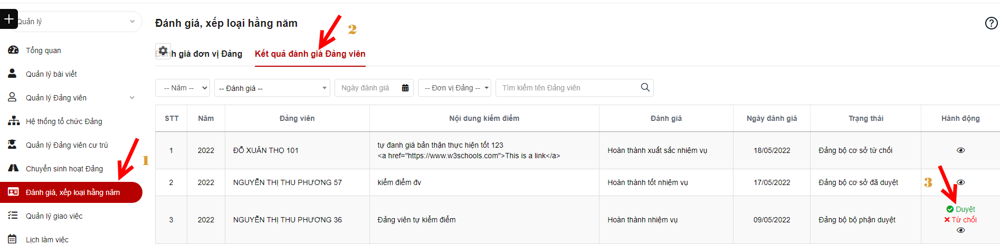 Quản lý
Tổng quan
Quản lý bài viết
Quản lý Đảng viên
Hệ thống tổ chức Đảng
Quản lý Đảng viên cư trú
Chuyển sinh hoạt Đảng
Đánh giá, xếp loại hằng năm
Quản lý giao việc
Lịch làm việc
1
Đánh giá, xếp loại hằng năm
2
Đánh giá đơn vị Đảng Kết quả đánh giá Đảng viên
-- Năm -- -- Đánh giá -- Ngày đánh giá -- Đơn vị Đảng -- Tìm kiếm tên Đảng viên
STT Năm Đảng viên Nội dung kiểm điểm Đánh giá Ngày đánh giá Trạng thái Hành động
1 2022 ĐỖ XUÂN THỌ 101 tự đanh giá bản thận thực hiện tốt 123
<a href="https://www.w3schools.com">This is a link</a> Hoàn thành xuất sắc nhiệm vụ 18/05/2022 Đảng bộ cơ sở từ chối
2 2022 NGUYỄN THỊ THU PHƯƠNG 57 kiểm điểm đv Hoàn thành tốt nhiệm vụ 17/05/2022 Đảng bộ cơ sở đã duyệt
3
3 2022 NGUYỄN THỊ THU PHƯƠNG 36 Đảng viên tự kiểm điểm Hoàn thành nhiệm vụ 09/05/2022 Đảng bộ bộ phận duyệt
Duyệt
Từ chối